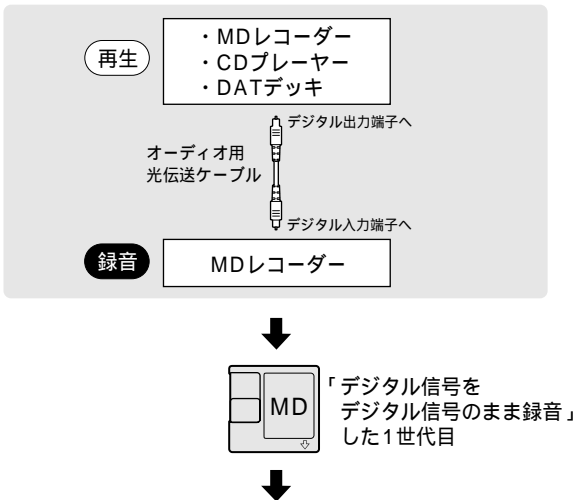 再生
・MDレコーダー
・CDプレーヤー
・DATデッキ
デジタル出力端子へ
オーディオ用
光伝送ケーブル
デジタル入力端子へ
録音
MDレコーダー
MD
「デジタル信号を
デジタル信号のまま録音」
した1世代目